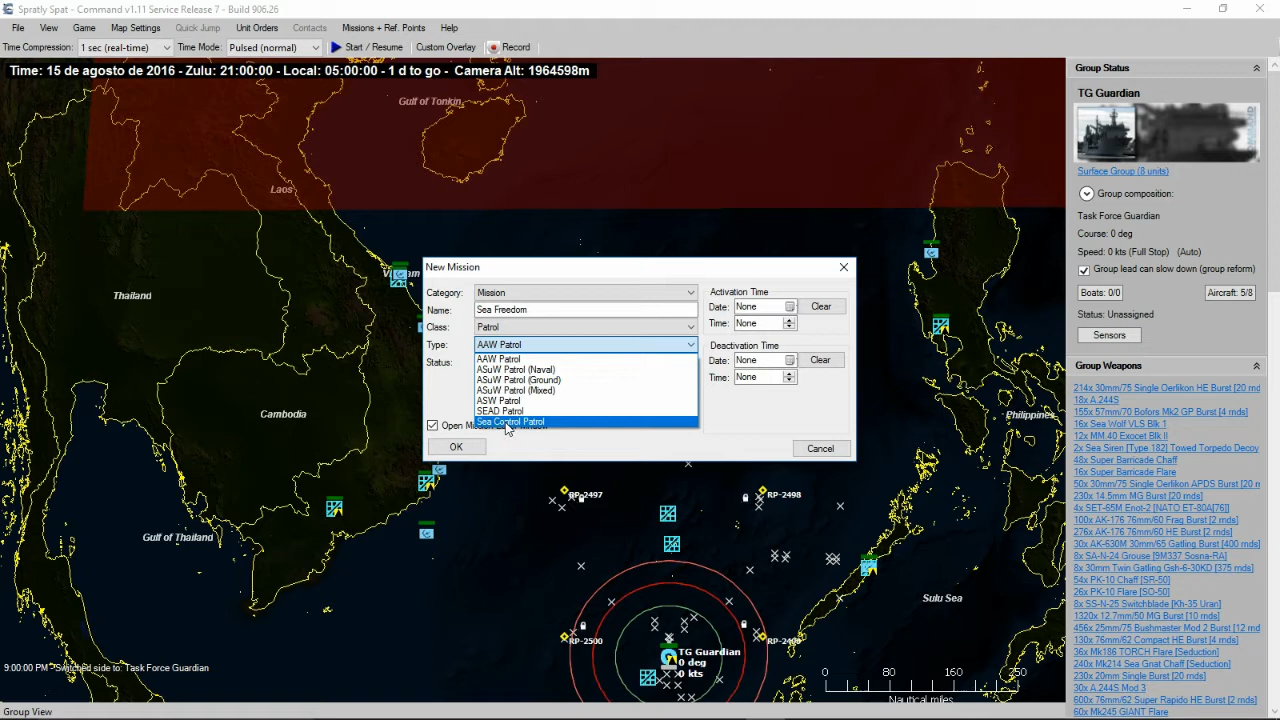 Spratly Spat - Command v1.11 Service Release 7 - Build 906.26
File View Game Map Settings Quick Jump Unit Orders Contacts Missions + Ref. Points Help
Time Compression: 1 sec (real-time) Time Mode: Pulsed (normal) Start / Resume Custom Overlay Record
Time: 15 de agosto de 2016 - Zulu: 21:00:00 - Local: 05:00:00 - 1 d to go - Camera Alt: 1964598m
Gulf of Tonkin
Laos
Thailand
Cambodia
Gulf of Thailand
Philippines
Sulu Sea
New Mission
Category: Mission
Name: Sea Freedom
Class: Patrol
Type: AAW Patrol
Status:
AAW Patrol
ASuW Patrol (Naval)
ASuW Patrol (Ground)
ASuW Patrol (Mixed)
ASW Patrol
SEAD Patrol
Sea Control Patrol
OK
Activation Time
Date: None Clear
Time: None
Deactivation Time
Date: None Clear
Time: None
Cancel
RP-2497
RP-2498
RP-2500
TG Guardian
0 deg
0 kts
80 160
Nautical miles
9:00:00 PM - Switched side to: Task Force Guardian
Group View
Group Status
TG Guardian
Surface Group (8 units)
Group composition:
Task Force Guardian
Course: 0 deg
Speed: 0 kts (Full Stop) (Auto)
Group lead can slow down (group reform)
Boats: 0/0 Aircraft: 5/8
Status: Unassigned
Sensors
Group Weapons
214x 30mm/75 Single Oerlikon HE Burst [20 rnd
18x A.244S
155x 57mm/70 Bofors Mk2 GP Burst [4 rnds]
16x Sea Wolf VLS Blk 1
12x MM.40 Exocet Blk II
2x Sea Siren [Type 182] Towed Torpedo Decoy
48x Super Barricade Chaff
16x Super Barricade Flare
50x 30mm/75 Single Oerlikon APDS Burst [20 rn
230x 14.5mm MG Burst [10 rnds]
4x SET-65M Enot-2 [NATO ET-80A[76]]
100x AK-176 76mm/60 Frag Burst [2 rnds]
276x AK-176 76mm/60 HE Burst [2 rnds]
30x AK-630M 30mm/65 Gatling Burst [400 rnds]
8x SA-N-24 Grouse [9M337 Sosna-RA]
8x 30mm Twin Gatling Gsh-6-30KD [375 rnds]
54x PK-10 Chaff [SR-50]
26x PK-10 Flare [SO-50]
8x SS-N-25 Switchblade [Kh-35 Uran]
1320x 12.7mm/50 MG Burst [10 rnds]
456x 25mm/75 Bushmaster Mod 2 Burst [12 rnd
130x 76mm/62 Compact HE Burst [4 rnds]
36x Mk186 TORCH Flare [Seduction]
240x Mk214 Sea Gnat Chaff [Seduction]
230x 20mm Single Burst [20 rnds]
30x A.244S Mod 3
600x 76mm/62 Super Rapido HE Burst [2 rnds]
60x Mk245 GIANT Flare